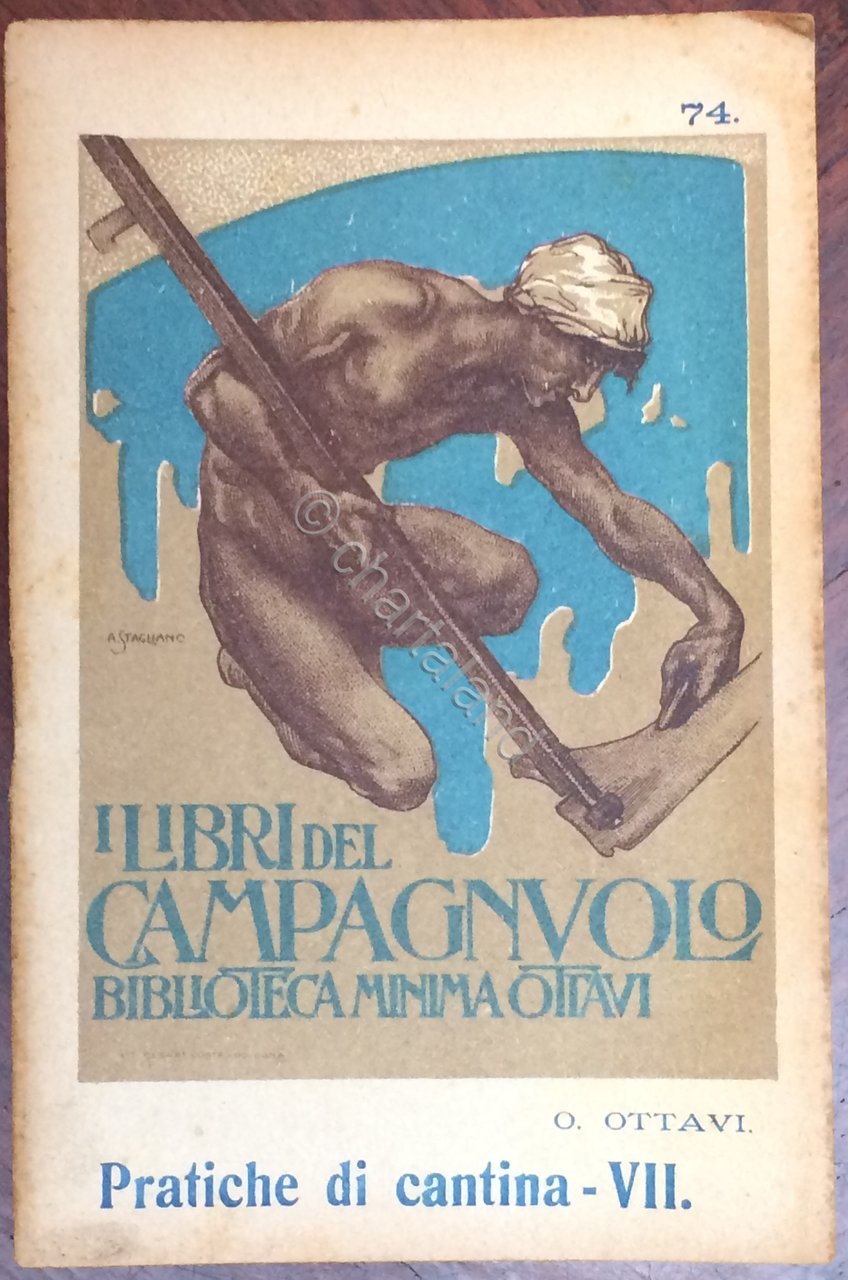 74.
A STAGLIANO
© chartaland
I LIBRI DEL
CAMPAGNVOLO
BIBLIOTECA MINIMA OTTAVI
O. OTTAVI.
Pratiche di cantina - VII.